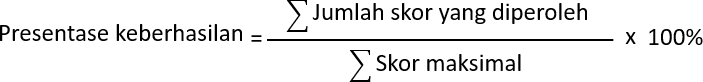 ∑ Jumlah skor yang diperoleh
Presentase keberhasilan = x 100%
∑ Skor maksimal